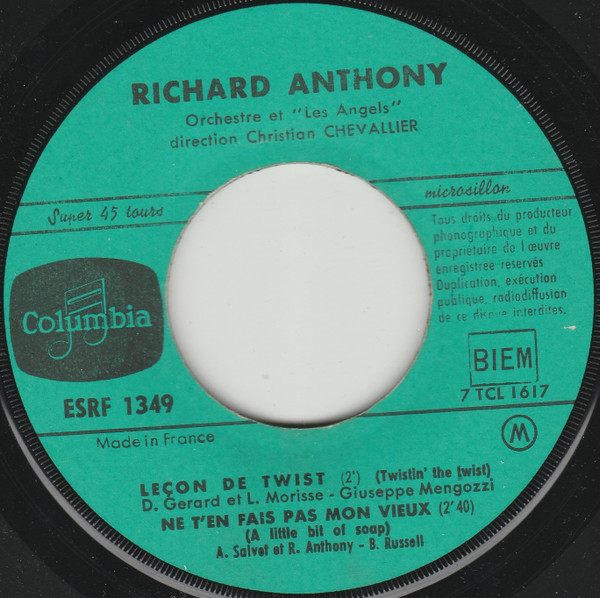 RICHARD ANTHONY
Orchestre et "Les Angels"
direction Christian CHEVALLIER
Super 45 tours
microsillon
Tous droits du producteur
phonographique et du
propriétaire de l'œuvre
enregistrée réservés
Duplication, exécution
publique, radiodiffusion
de ce disque interdites.
Columbia
BIEM
ESRF 1349
7 TCL 1617
Made in France
M
LEÇON DE TWIST (2') (Twistin' the twist)
D. Gerard et L. Morisse - Giuseppe Mengozzi
NE T'EN FAIS PAS MON VIEUX (2'40)
(A little bit of soap)
A. Salvet et R. Anthony - B. Russell